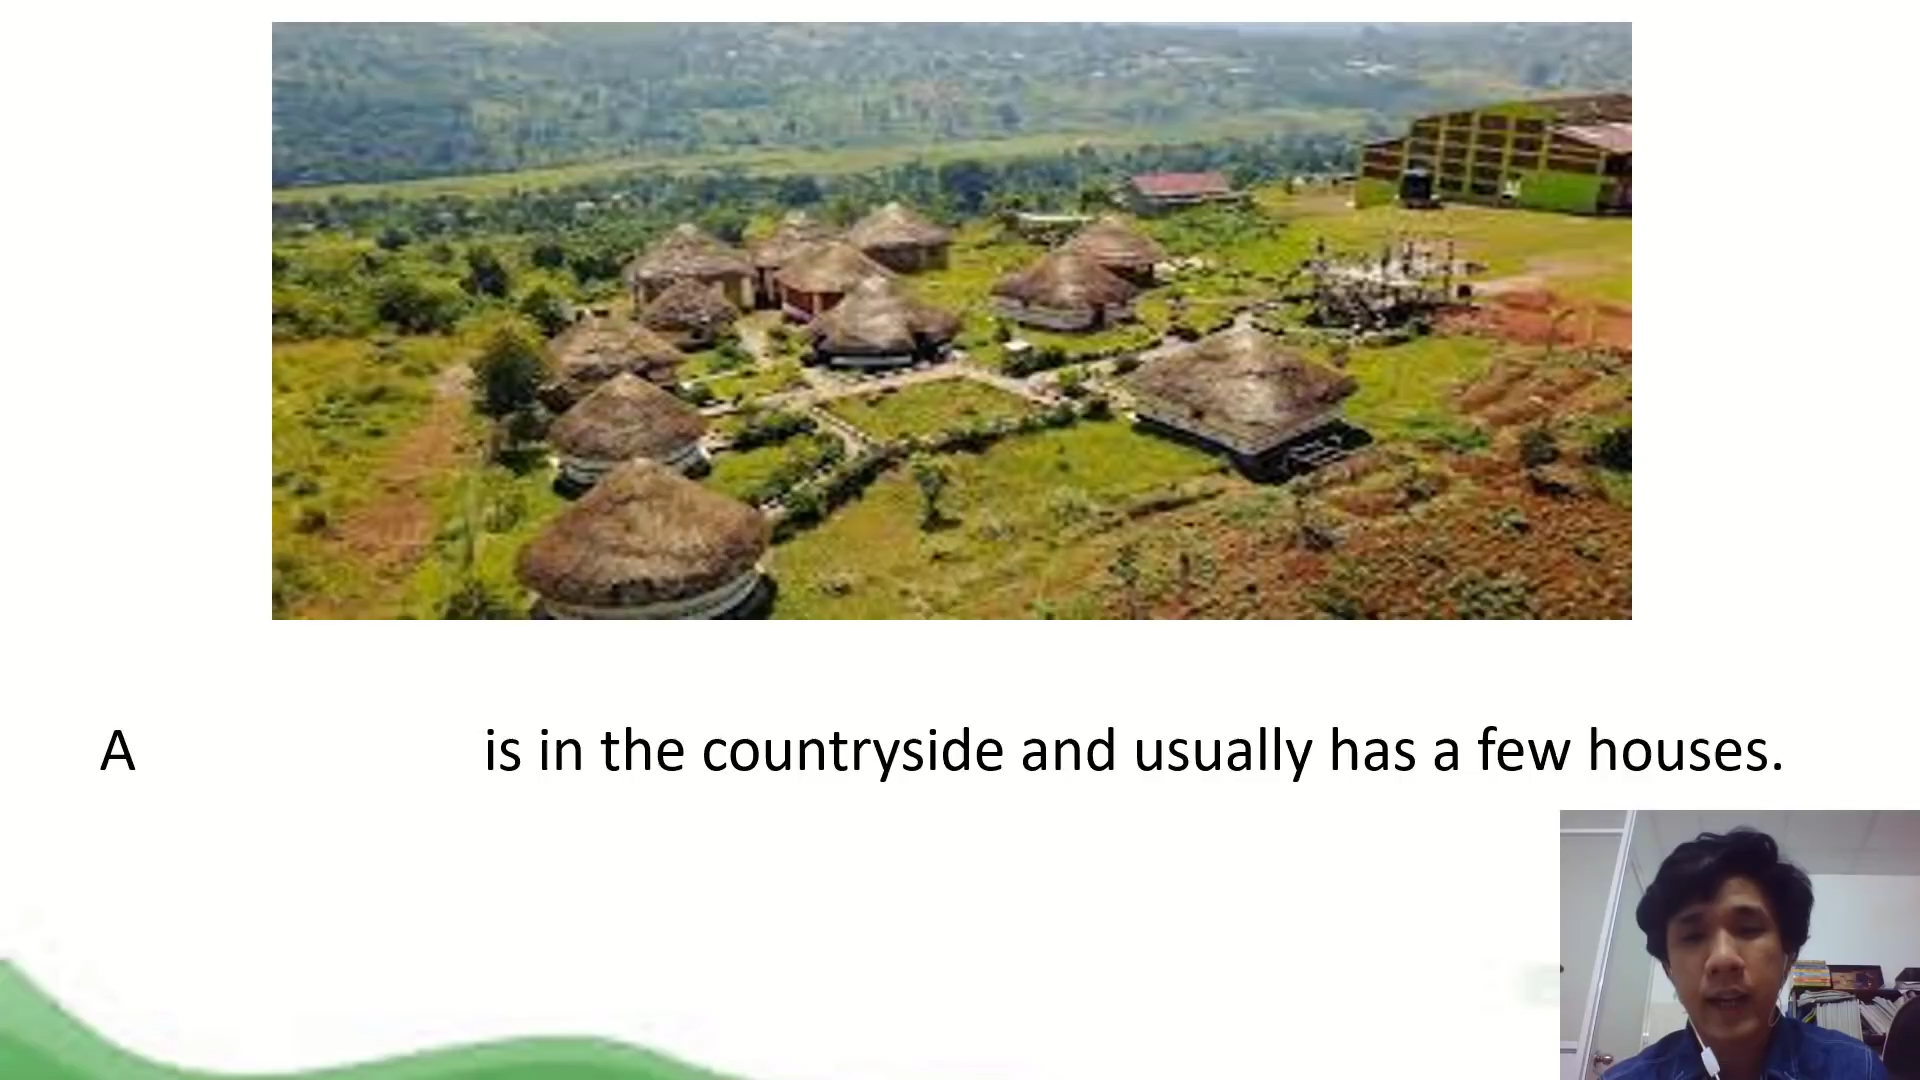 A is in the countryside and usually has a few houses.